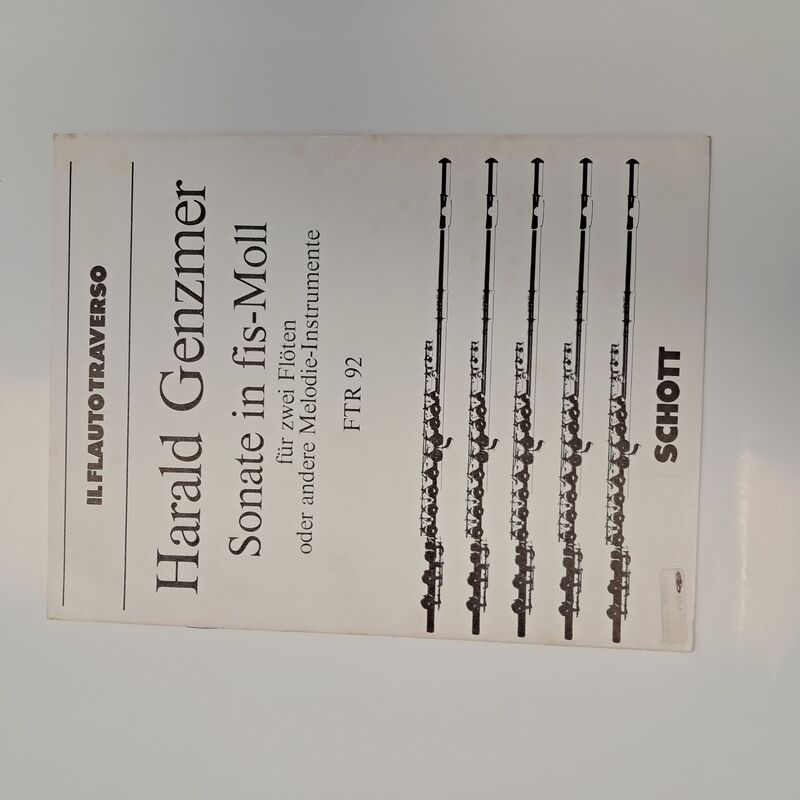 IL FLAUTO TRAVERSO
Harald Genzmer
Sonate in fis-Moll
für zwei Flöten
oder andere Melodie-Instrumente
FTR 92
SCHOTT